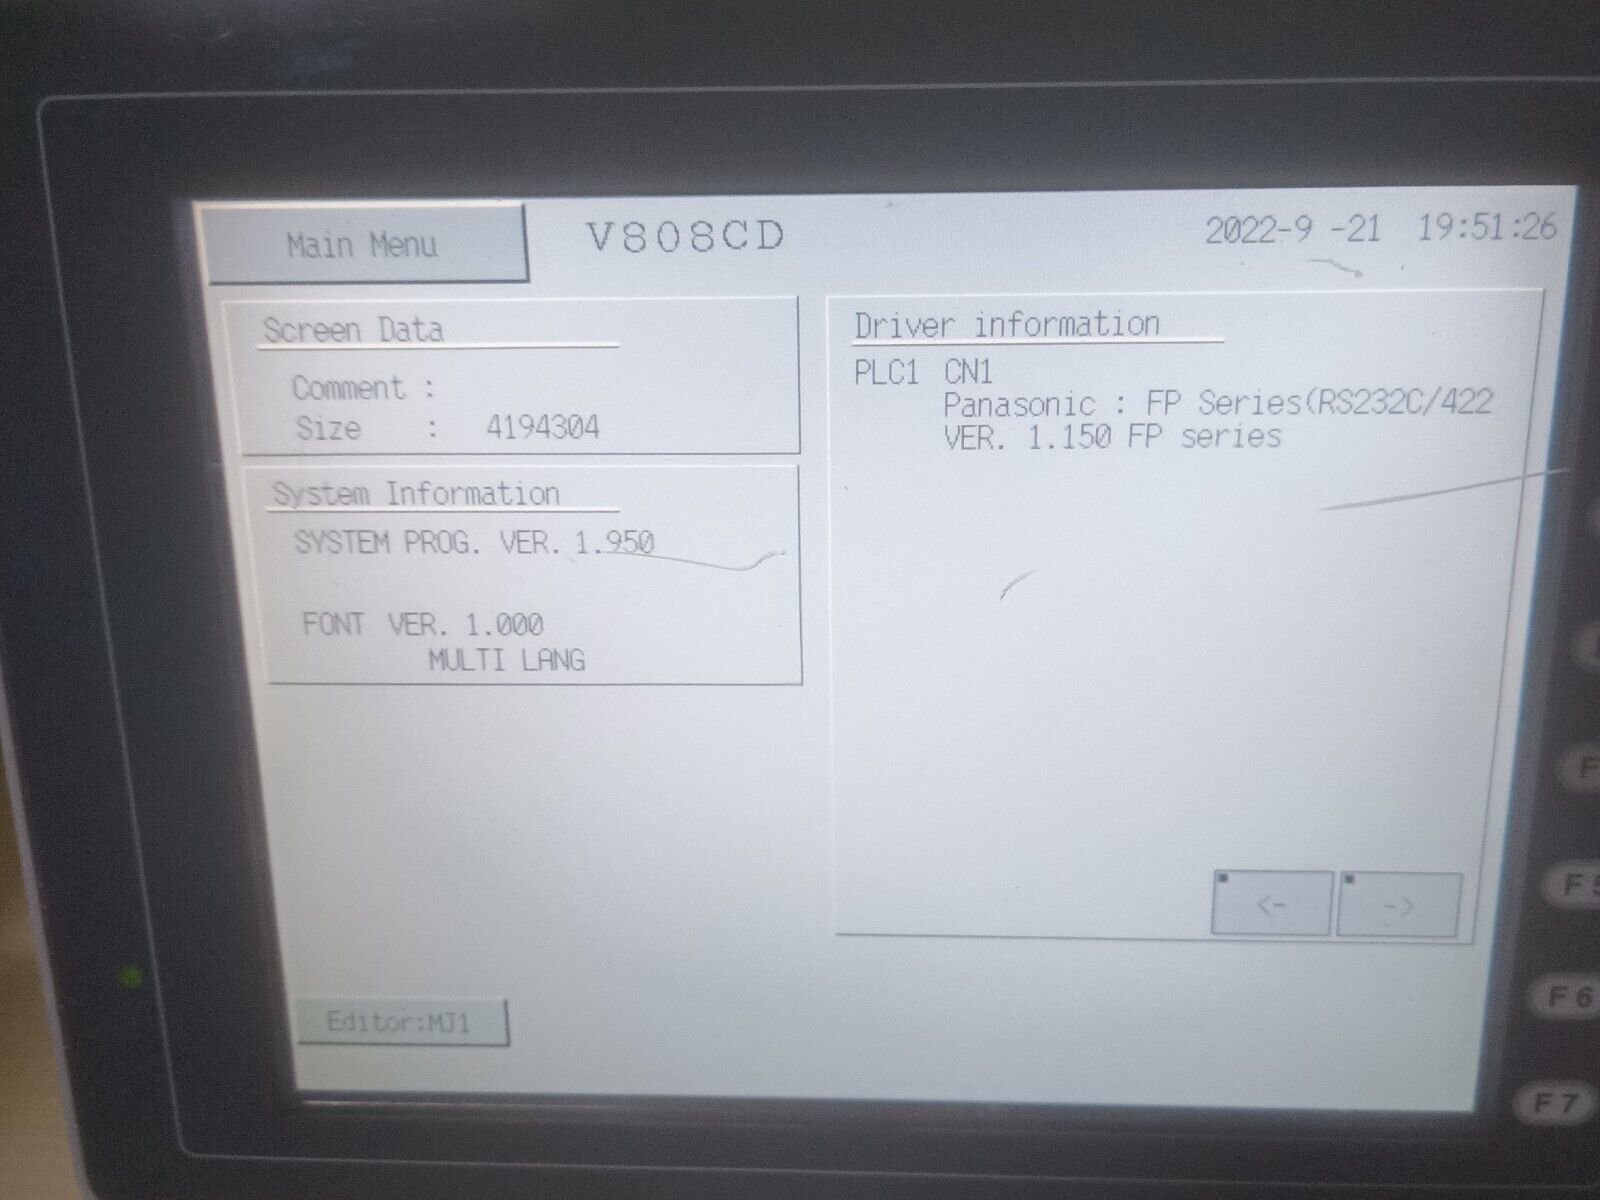 Main Menu
V808CD
2022-9 -21 19:51:26
Screen Data
Comment :
Size : 4194304
System Information
SYSTEM PROG. VER. 1.950
FONT VER. 1.000
MULTI LANG
Driver information
PLC1 CN1
Panasonic : FP Series(RS232C/422
VER. 1.150 FP series
<-
->
Editor:MJ1
F5
F6
F7